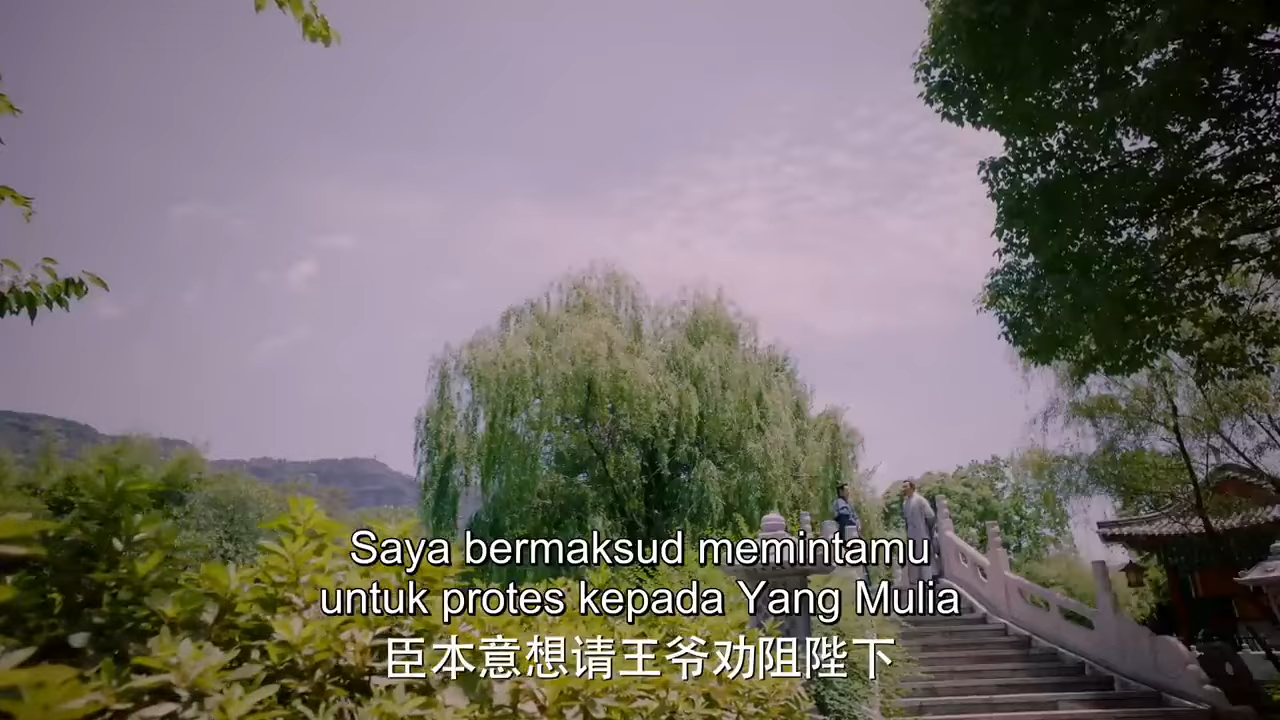 Saya bermaksud memintamu
untuk protes kepada Yang Mulia
臣本意想请王爷劝阻陛下